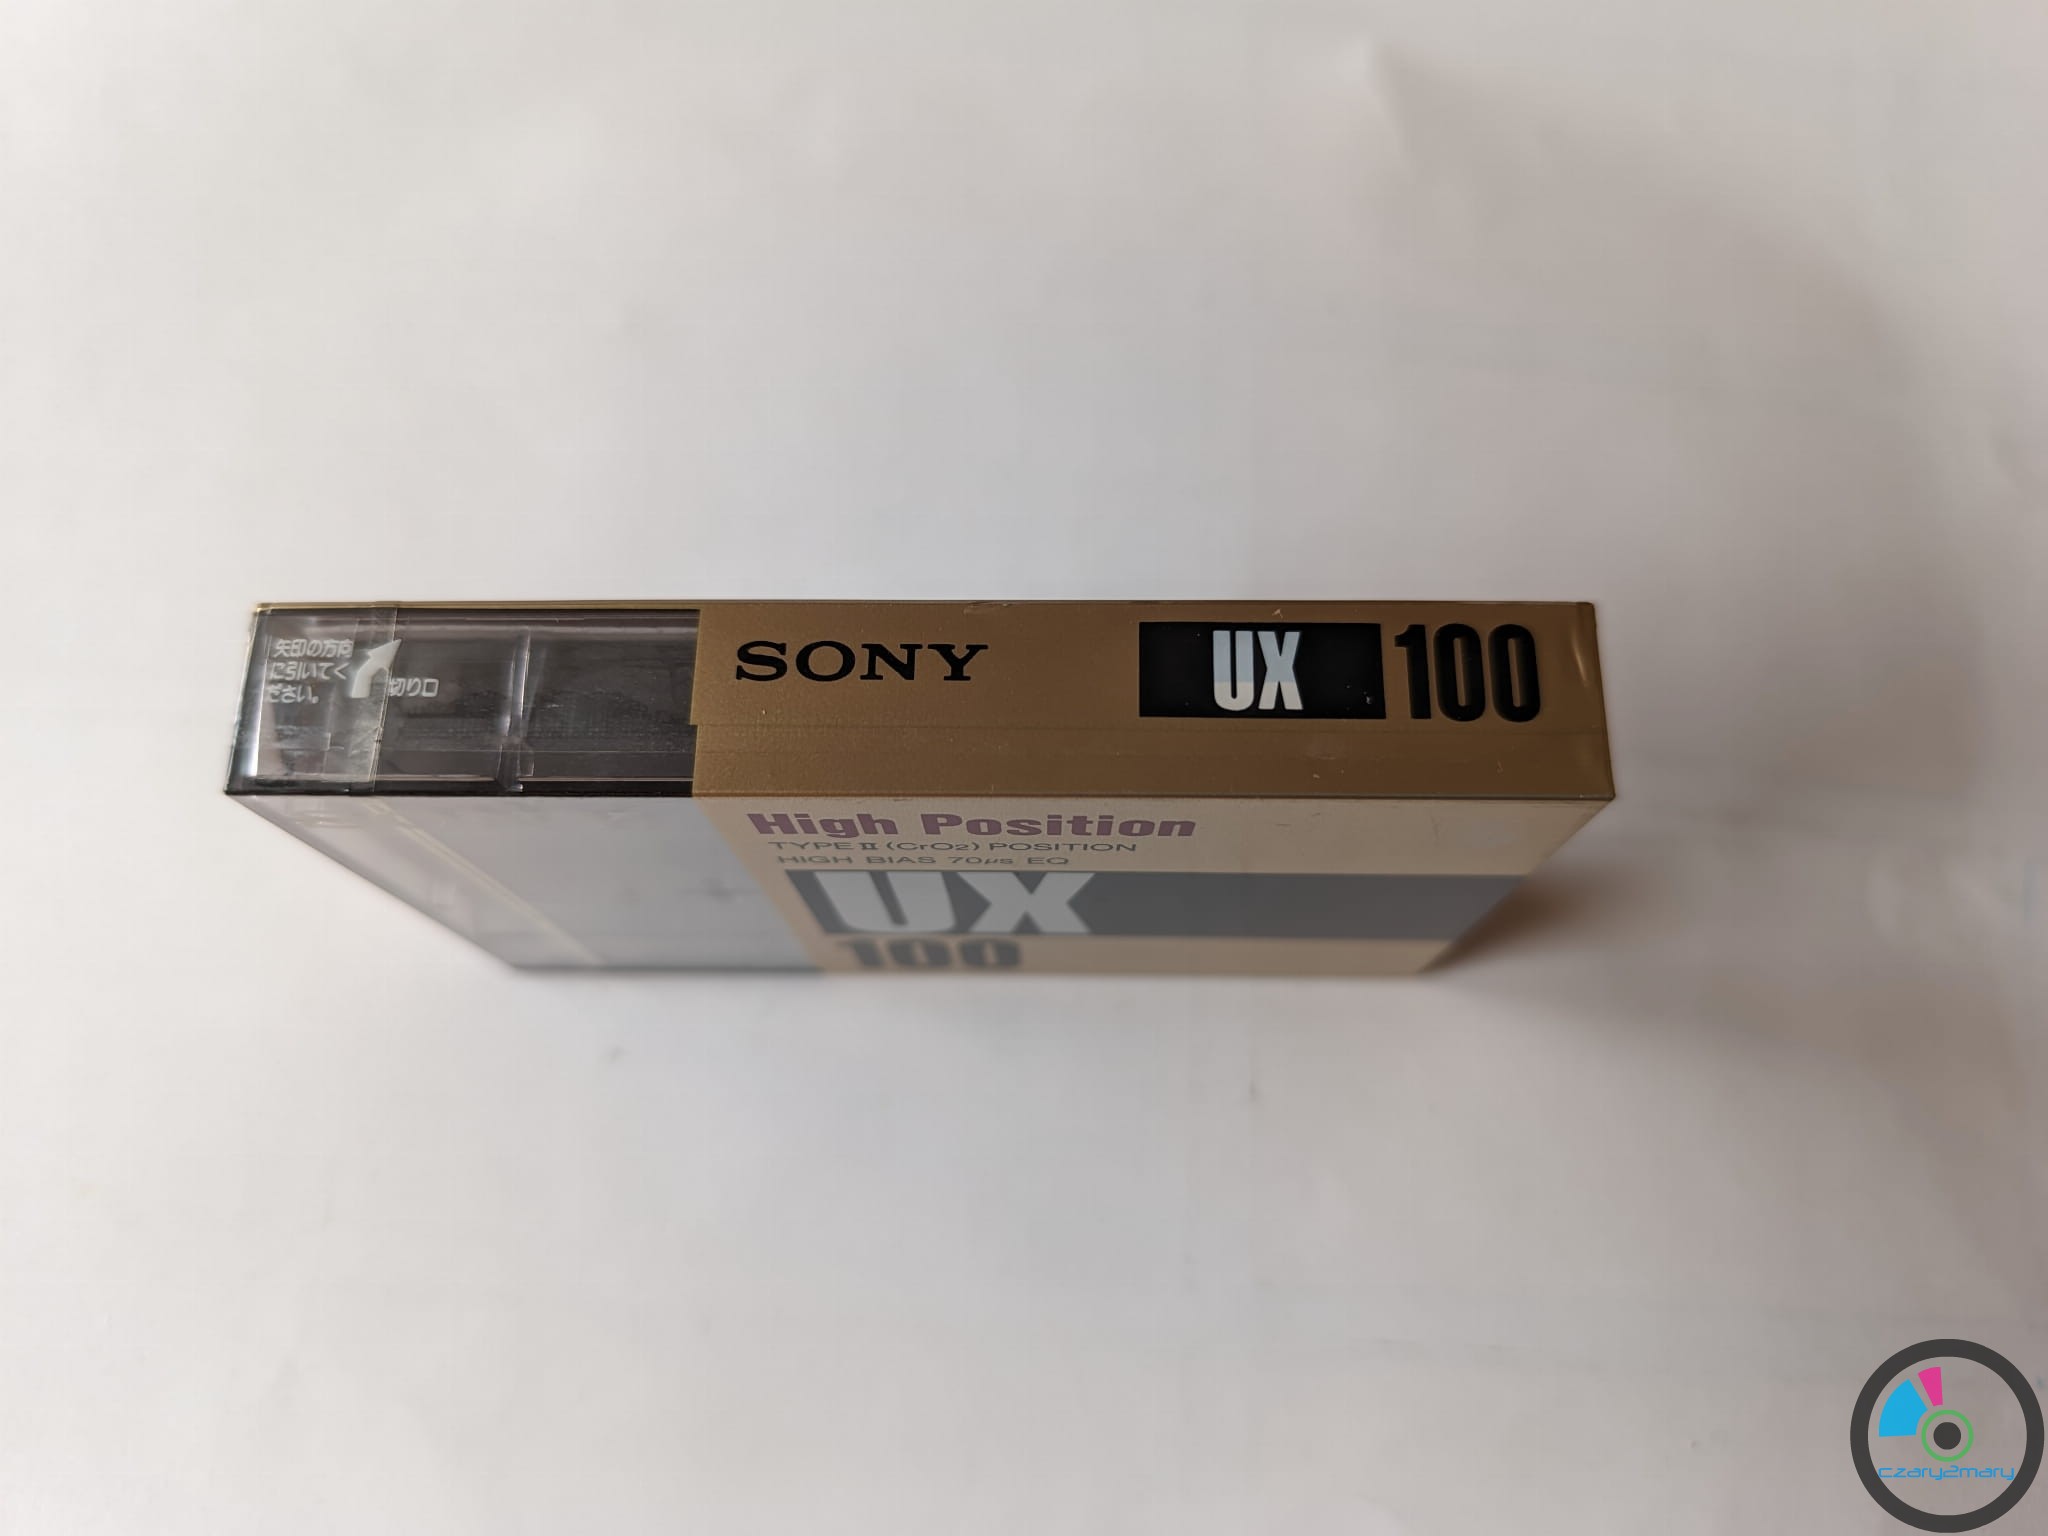 矢印の方向
に引いてく
ださい。
切り口
SONY
UX 100
High Position
TYPE II (CrO2) POSITION
HIGH BIAS 70μs EQ
UX
100
czary2mary